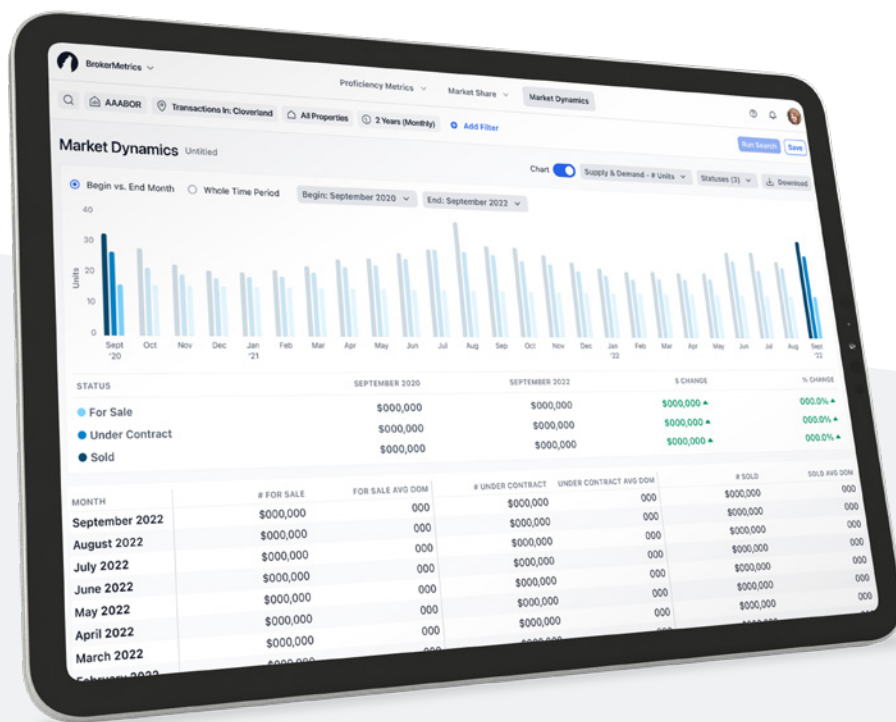 BrokerMetrics
Proficiency Metrics Market Share Market Dynamics
AAABOR Transactions In: Cloverland All Properties 2 Years (Monthly) Add Filter
Run Search Save
Market Dynamics Untitled
Chart Supply & Demand - # Units Statuses (3) Download
Begin vs. End Month Whole Time Period Begin: September 2020 End: September 2022
40
30
20
10
0
Units
Sept Oct Nov Dec Jan Feb Mar Apr May Jun Jul Aug Sep Oct Nov Dec Jan Feb Mar Apr May Jun Jul Aug Sept
'20 '21 '22 '22
STATUS SEPTEMBER 2020 SEPTEMBER 2022 $ CHANGE % CHANGE
For Sale $000,000 $000,000 $000,000 000.0%
Under Contract $000,000 $000,000 $000,000 000.0%
Sold $000,000 $000,000 $000,000 000.0%
MONTH # FOR SALE FOR SALE AVG DOM # UNDER CONTRACT UNDER CONTRACT AVG DOM # SOLD SOLD AVG DOM
September 2022 $000,000 000 $000,000 000 $000,000 000
August 2022 $000,000 000 $000,000 000 $000,000 000
July 2022 $000,000 000 $000,000 000 $000,000 000
June 2022 $000,000 000 $000,000 000 $000,000 000
May 2022 $000,000 000 $000,000 000 $000,000 000
April 2022 $000,000 000 $000,000 000 $000,000 000
March 2022 $000,000 000 $000,000 000 $000,000 000
February 2022 $000,000 000